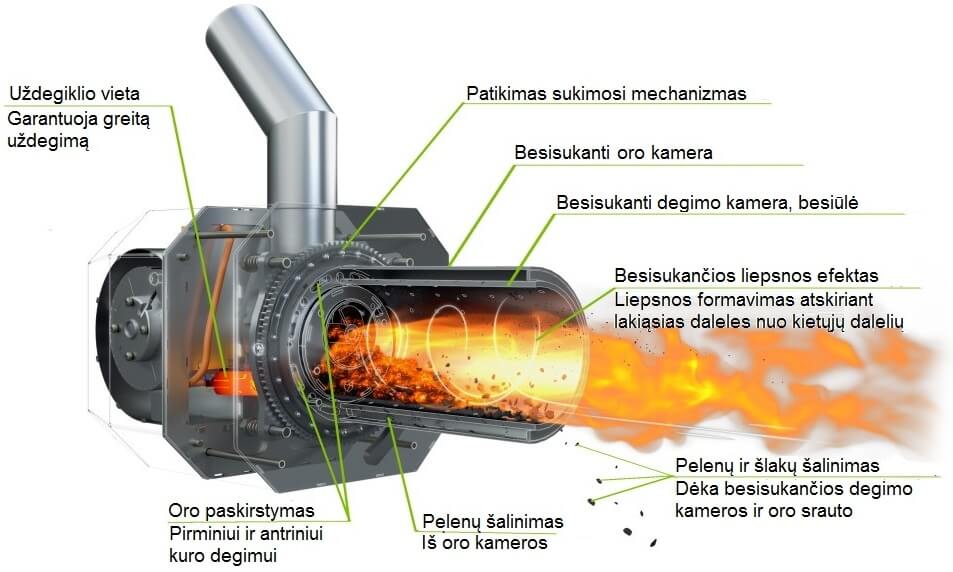 Uždegiklio vieta
Garantuoja greitą
uždegimą
Patikimas sukimosi mechanizmas
Besisukanti oro kamera
Besisukanti degimo kamera, besiūlė
Besisukančios liepsnos efektas
Liepsnos formavimas atskiriant
lakiąsias daleles nuo kietųjų dalelių
Pelenų ir šlakų šalinimas
Dėka besisukančios degimo
kameros ir oro srauto
Oro paskirstymas
Pirminiui ir antriniui
kuro degimui
Pelenų šalinimas
Iš oro kameros